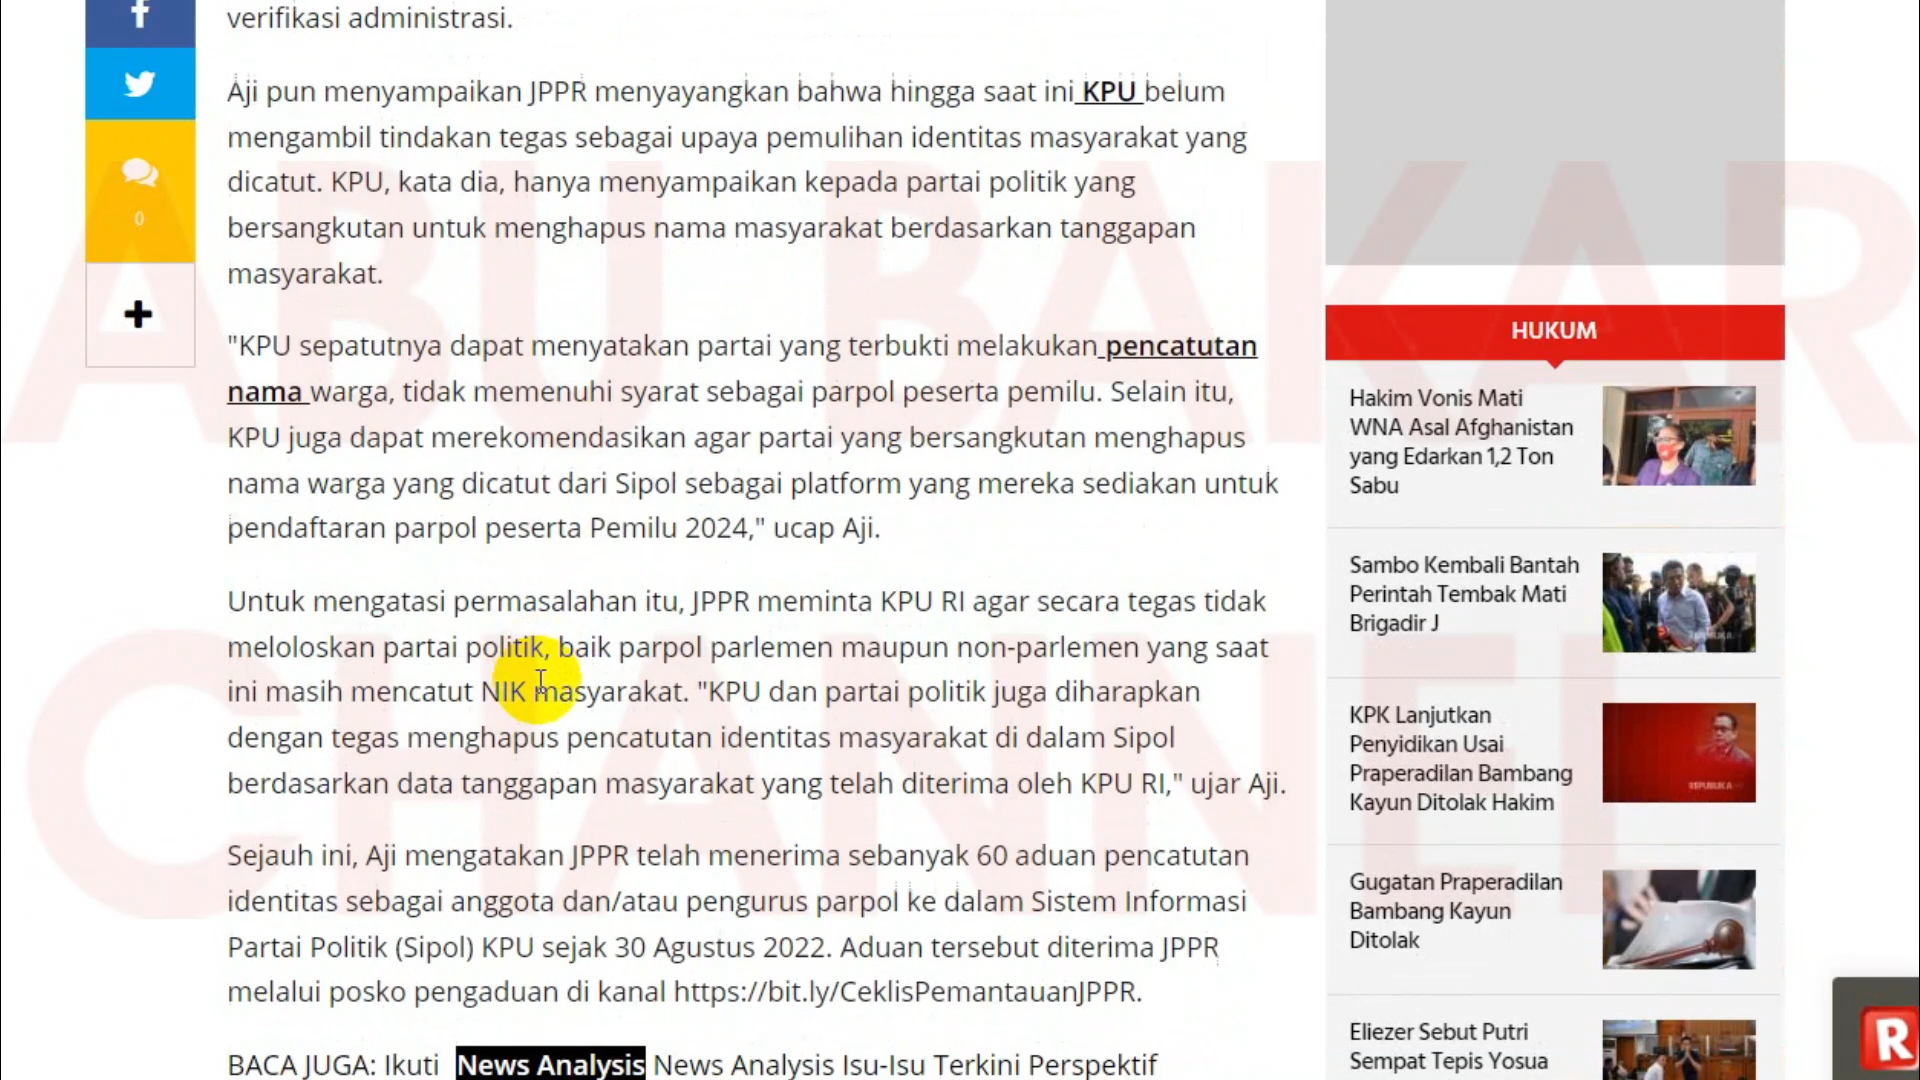 verifikasi administrasi.
Aji pun menyampaikan JPPR menyayangkan bahwa hingga saat ini KPU belum
mengambil tindakan tegas sebagai upaya pemulihan identitas masyarakat yang
dicatut. KPU, kata dia, hanya menyampaikan kepada partai politik yang
bersangkutan untuk menghapus nama masyarakat berdasarkan tanggapan
masyarakat.
"KPU sepatutnya dapat menyatakan partai yang terbukti melakukan pencatutan
nama warga, tidak memenuhi syarat sebagai parpol peserta pemilu. Selain itu,
KPU juga dapat merekomendasikan agar partai yang bersangkutan menghapus
nama warga yang dicatut dari Sipol sebagai platform yang mereka sediakan untuk
pendaftaran parpol peserta Pemilu 2024," ucap Aji.
Untuk mengatasi permasalahan itu, JPPR meminta KPU RI agar secara tegas tidak
meloloskan partai politik, baik parpol parlemen maupun non-parlemen yang saat
ini masih mencatut NIK masyarakat. "KPU dan partai politik juga diharapkan
dengan tegas menghapus pencatutan identitas masyarakat di dalam Sipol
berdasarkan data tanggapan masyarakat yang telah diterima oleh KPU RI," ujar Aji.
Sejauh ini, Aji mengatakan JPPR telah menerima sebanyak 60 aduan pencatutan
identitas sebagai anggota dan/atau pengurus parpol ke dalam Sistem Informasi
Partai Politik (Sipol) KPU sejak 30 Agustus 2022. Aduan tersebut diterima JPPR
melalui posko pengaduan di kanal https://bit.ly/CeklisPemantauanJPPR.
BACA JUGA: Ikuti News Analysis News Analysis Isu-Isu Terkini Perspektif
0
HUKUM
Hakim Vonis Mati
WNA Asal Afghanistan
yang Edarkan 1,2 Ton
Sabu
Sambo Kembali Bantah
Perintah Tembak Mati
Brigadir J
KPK Lanjutkan
Penyidikan Usai
Praperadilan Bambang
Kayun Ditolak Hakim
Gugatan Praperadilan
Bambang Kayun
Ditolak
Eliezer Sebut Putri
Sempat Tepis Yosua
R
ABU BAKAR
CHANNEL